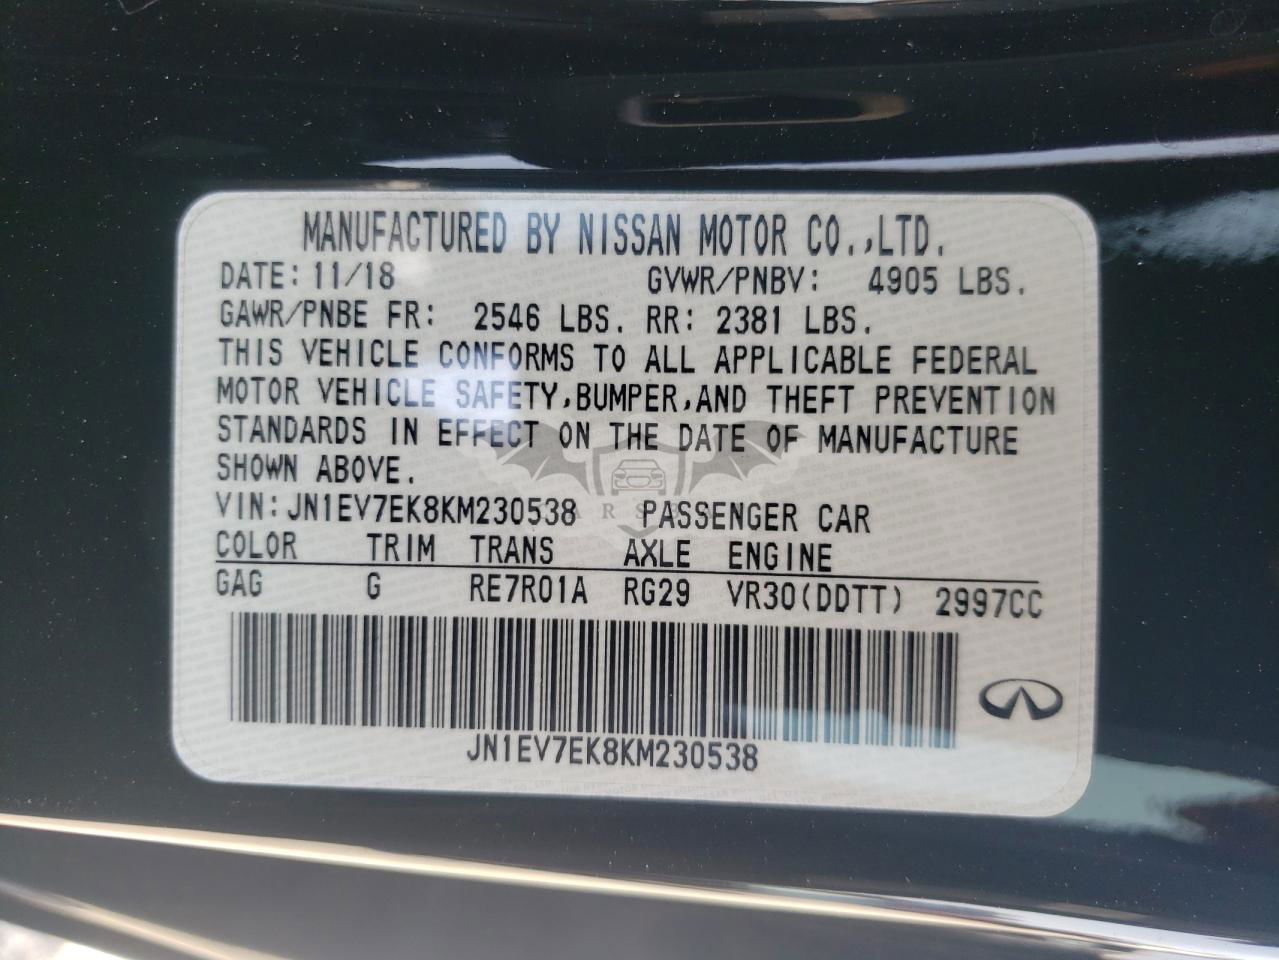 MANUFACTURED BY NISSAN MOTOR CO.,LTD.
DATE: 11/18 GVWR/PNBV: 4905 LBS.
GAWR/PNBE FR: 2546 LBS. RR: 2381 LBS.
THIS VEHICLE CONFORMS TO ALL APPLICABLE FEDERAL
MOTOR VEHICLE SAFETY,BUMPER,AND THEFT PREVENTION
STANDARDS IN EFFECT ON THE DATE OF MANUFACTURE
SHOWN ABOVE.
VIN:JN1EV7EK8KM230538 PASSENGER CAR
COLOR TRIM TRANS AXLE ENGINE
GAG G RE7R01A RG29 VR30(DDTT) 2997CC
JN1EV7EK8KM230538